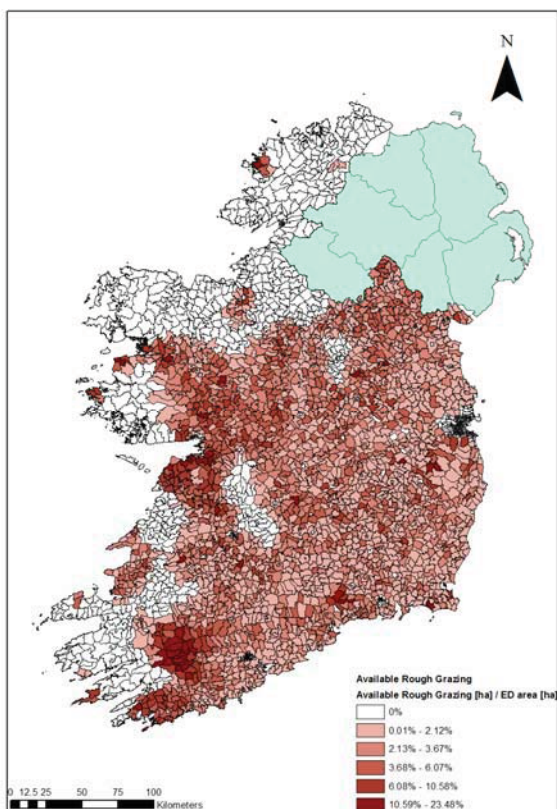 N
Available Rough Grazing
Available Rough Grazing [ha] / ED area [ha]
0%
0.01% - 2.12%
2.13% - 3.67%
3.68% - 6.07%
6.08% - 10.58%
10.59% - 23.48%
0 12.5 25 50 75 100
Kilometers